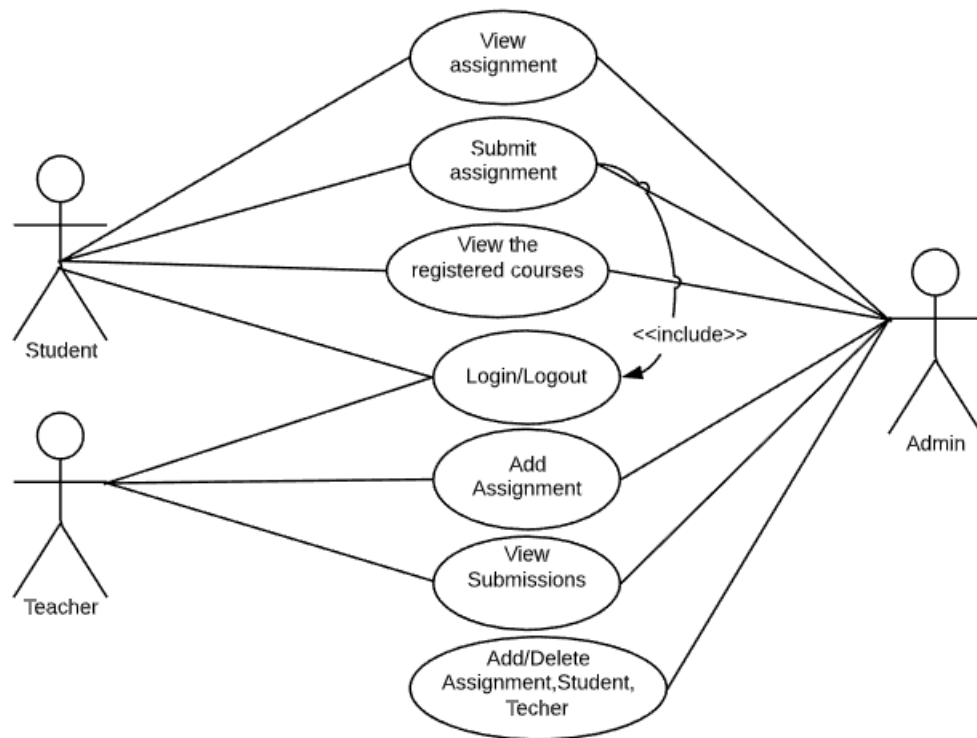 View
assignment
Submit
assignment
View the
registered courses
Student
<<include>>
Login/Logout
Admin
Add
Assignment
View
Submissions
Teacher
Add/Delete
Assignment,Student,
Techer